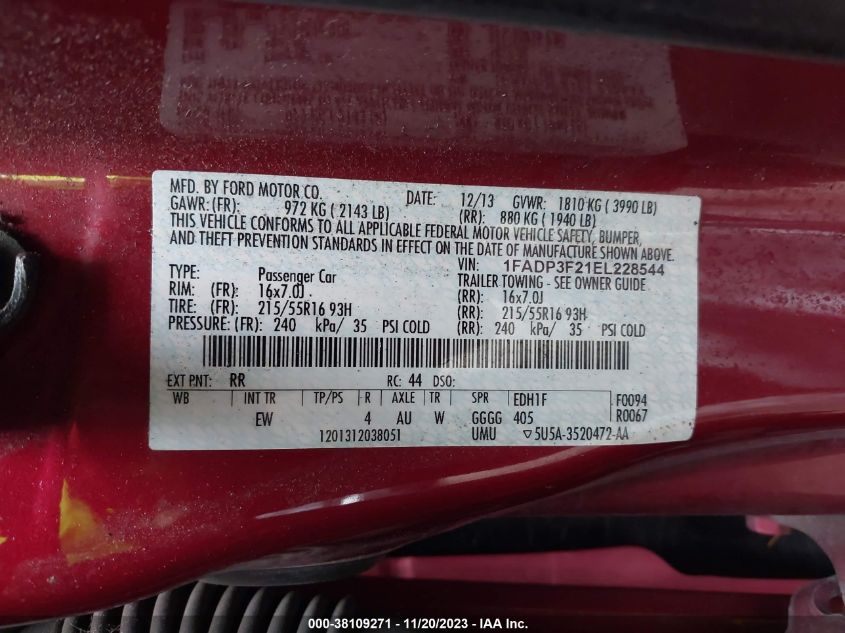 MFD. BY FORD MOTOR CO. DATE: 12/13 GVWR: 1810 KG ( 3990 LB)
GAWR:(FR): 972 KG ( 2143 LB) (RR): 880 KG ( 1940 LB)
THIS VEHICLE CONFORMS TO ALL APPLICABLE FEDERAL MOTOR VEHICLE SAFETY, BUMPER,
AND THEFT PREVENTION STANDARDS IN EFFECT ON THE DATE OF MANUFACTURE SHOWN ABOVE.
VIN: 1FADP3F21EL228544
TYPE: Passenger Car TRAILER TOWING - SEE OWNER GUIDE
RIM: (FR): 16x7.0J (RR): 16x7.0J
TIRE: (FR): 215/55R16 93H (RR): 215/55R16 93H
PRESSURE: (FR): 240 kPa/ 35 PSI COLD (RR): 240 kPa/ 35 PSI COLD
EXT PNT: RR RC: 44 DSO:
WB INT TR TP/PS R AXLE TR SPR EDH1F F0094
EW 4 AU W GGGG 405 R0067
1201312038051 UMU ▽5U5A-3520472-AA
000-38109271 - 11/20/2023 - IAA Inc.